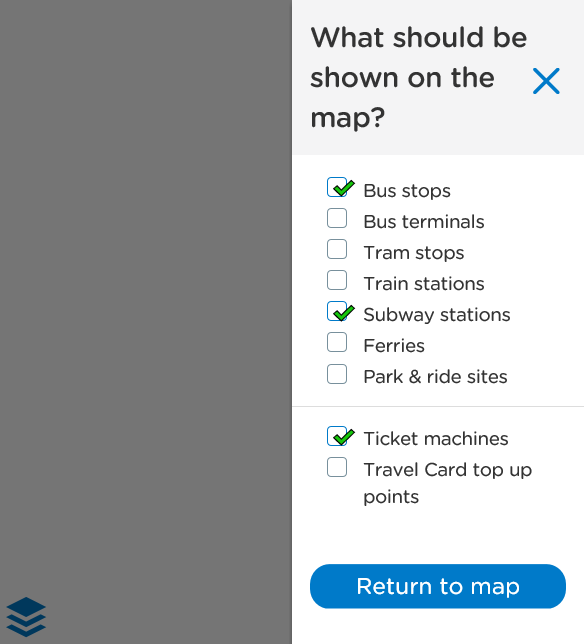 What should be
shown on the
map?
Bus stops
Bus terminals
Tram stops
Train stations
Subway stations
Ferries
Park & ride sites
Ticket machines
Travel Card top up
points
Return to map